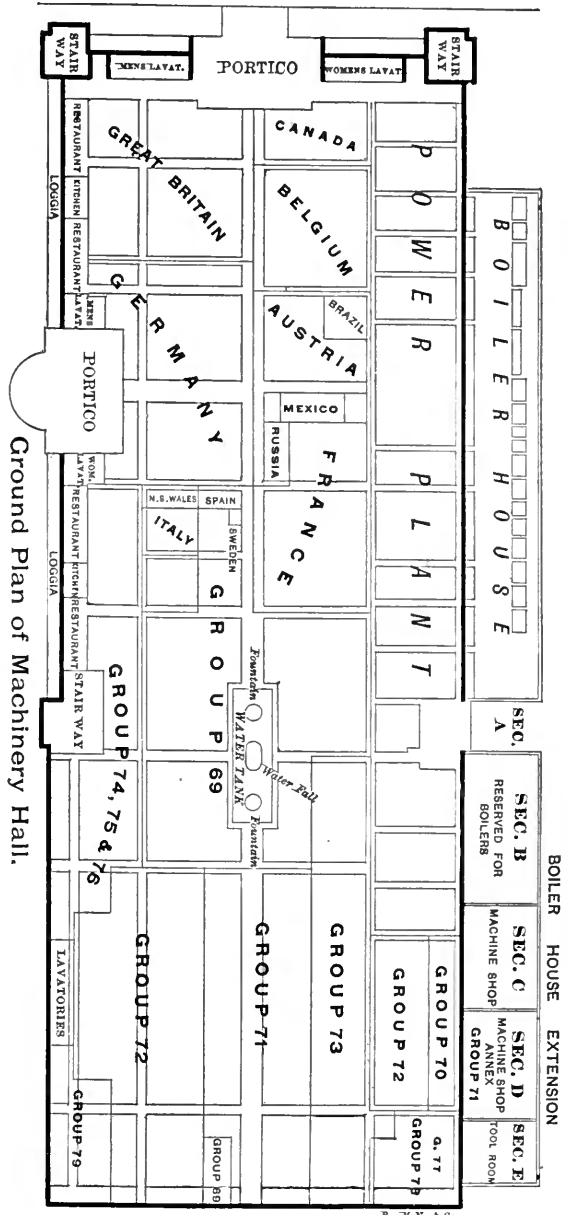 STAIR
WAY
MENS LAVAT.
PORTICO
WOMENS LAVAT.
STAIR
WAY
RESTAURANT
KITCHEN
RESTAURANT
LOGGIA
GREAT BRITAIN
CANADA
BELGIUM
POWER PLANT
BOILER HOUSE
MENS
LAVAT.
GERMANY
AUSTRIA
BRAZIL
PORTICO
MEXICO
RUSSIA
FRANCE
WOM.
LAVAT.
RESTAURANT
KITCHEN
RESTAURANT
LOGGIA
N.S. WALES
SPAIN
ITALY
SWEDEN
STAIR WAY
GROUP 74, 75 & 76
GROUP 69
Fountain
WATER TANK
Water Fall
Fountain
SEC.
A
BOILER HOUSE EXTENSION
SEC. B
RESERVED FOR
BOILERS
SEC. C
MACHINE SHOP
SEC. D
MACHINE SHOP
ANNEX
GROUP 71
SEC. E
TOOL ROOM
LAVATORIES
GROUP 72
GROUP 71
GROUP 73
GROUP 72
GROUP 70
GROUP 79
GROUP 69
G. 77
GROUP 79
Ground Plan of Machinery Hall.